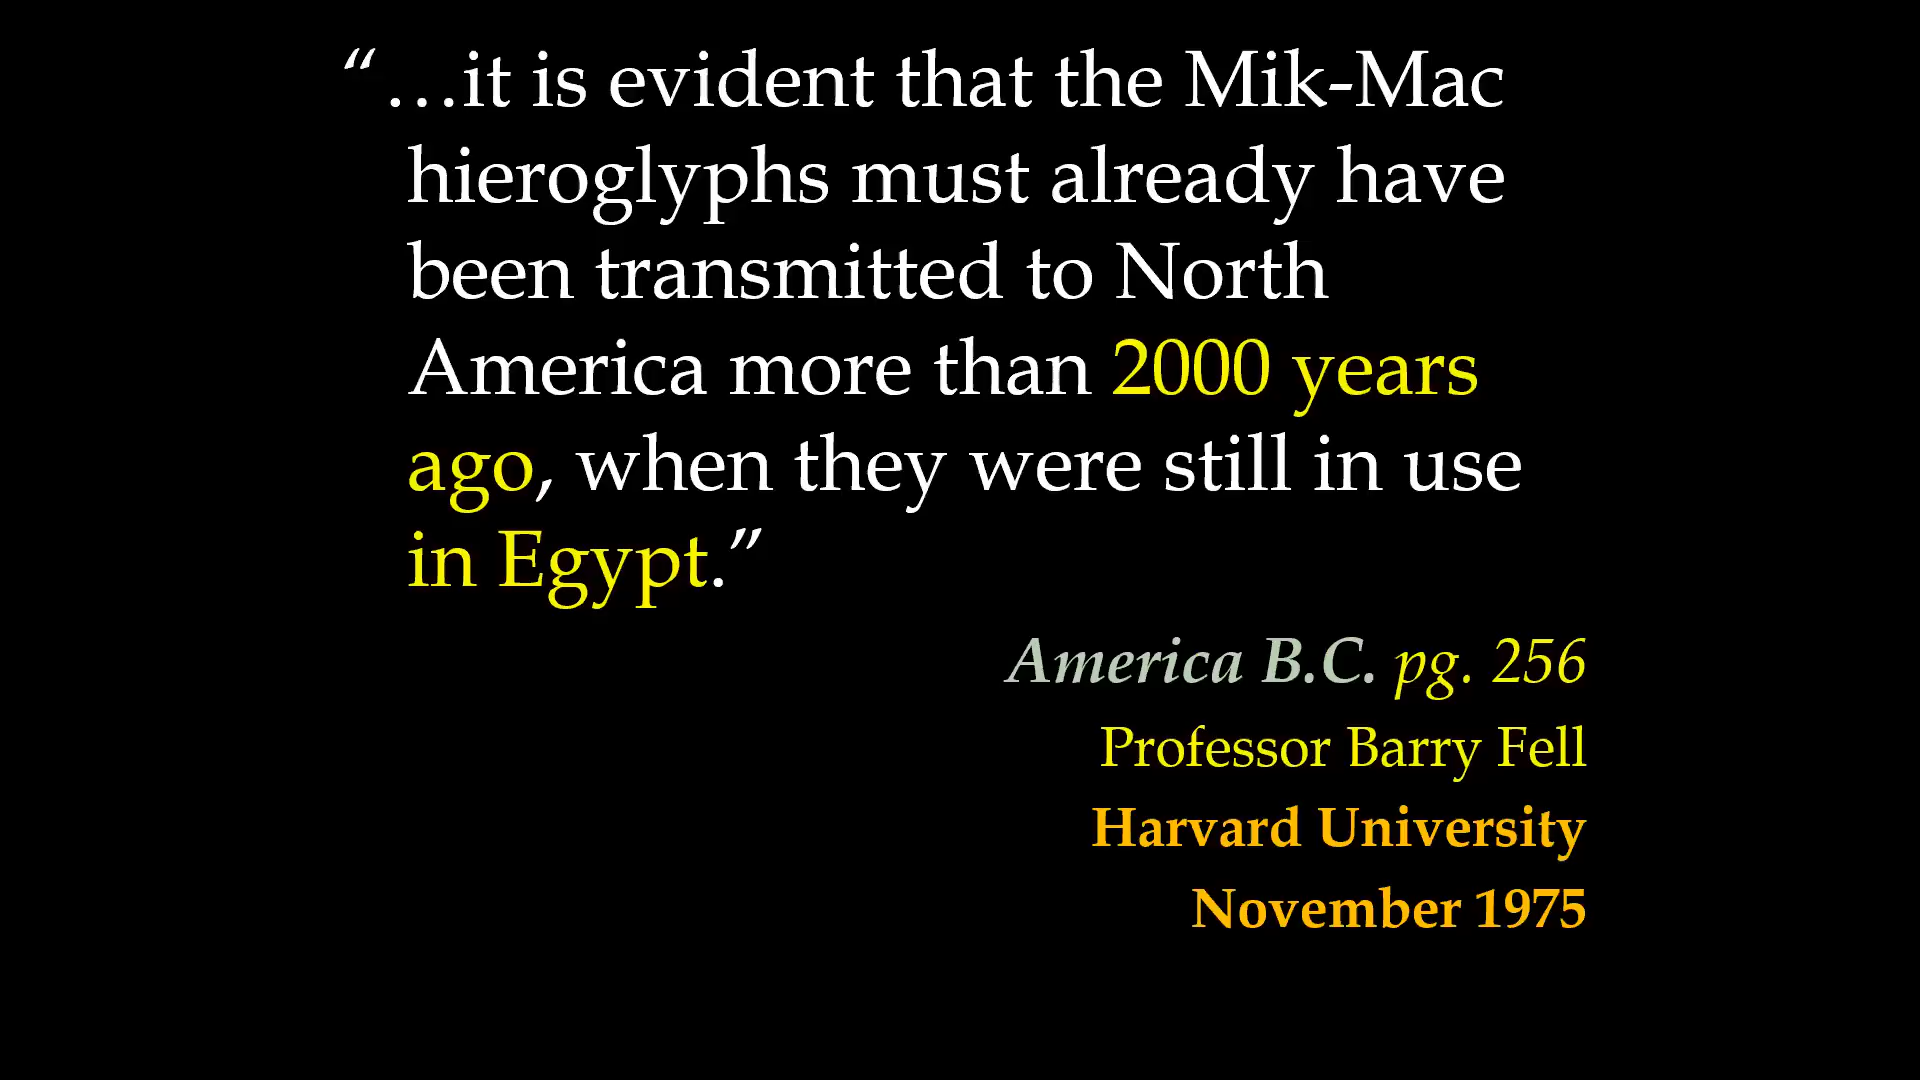 “…it is evident that the Mik-Mac
hieroglyphs must already have
been transmitted to North
America more than 2000 years
ago, when they were still in use
in Egypt.”
America B.C. pg. 256
Professor Barry Fell
Harvard University
November 1975